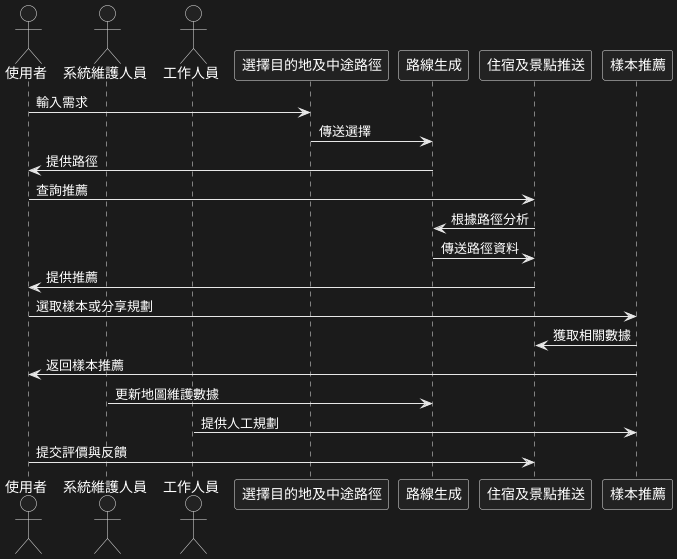 使用者
系統維護人員
工作人員
選擇目的地及中途路徑
路線生成
住宿及景點推送
樣本推薦
輸入需求
傳送選擇
提供路徑
查詢推薦
根據路徑分析
傳送路徑資料
提供推薦
選取樣本或分享規劃
獲取相關數據
返回樣本推薦
更新地圖維護數據
提供人工規劃
提交評價與反饋
使用者
系統維護人員
工作人員
選擇目的地及中途路徑
路線生成
住宿及景點推送
樣本推薦